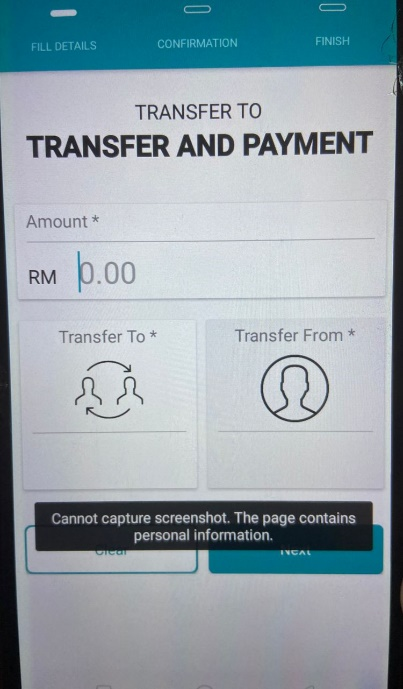 FILL DETAILS
CONFIRMATION
FINISH
TRANSFER TO
TRANSFER AND PAYMENT
Amount *
RM 0.00
Transfer To *
Transfer From *
Cannot capture screenshot. The page contains
personal information.
Clear
Next